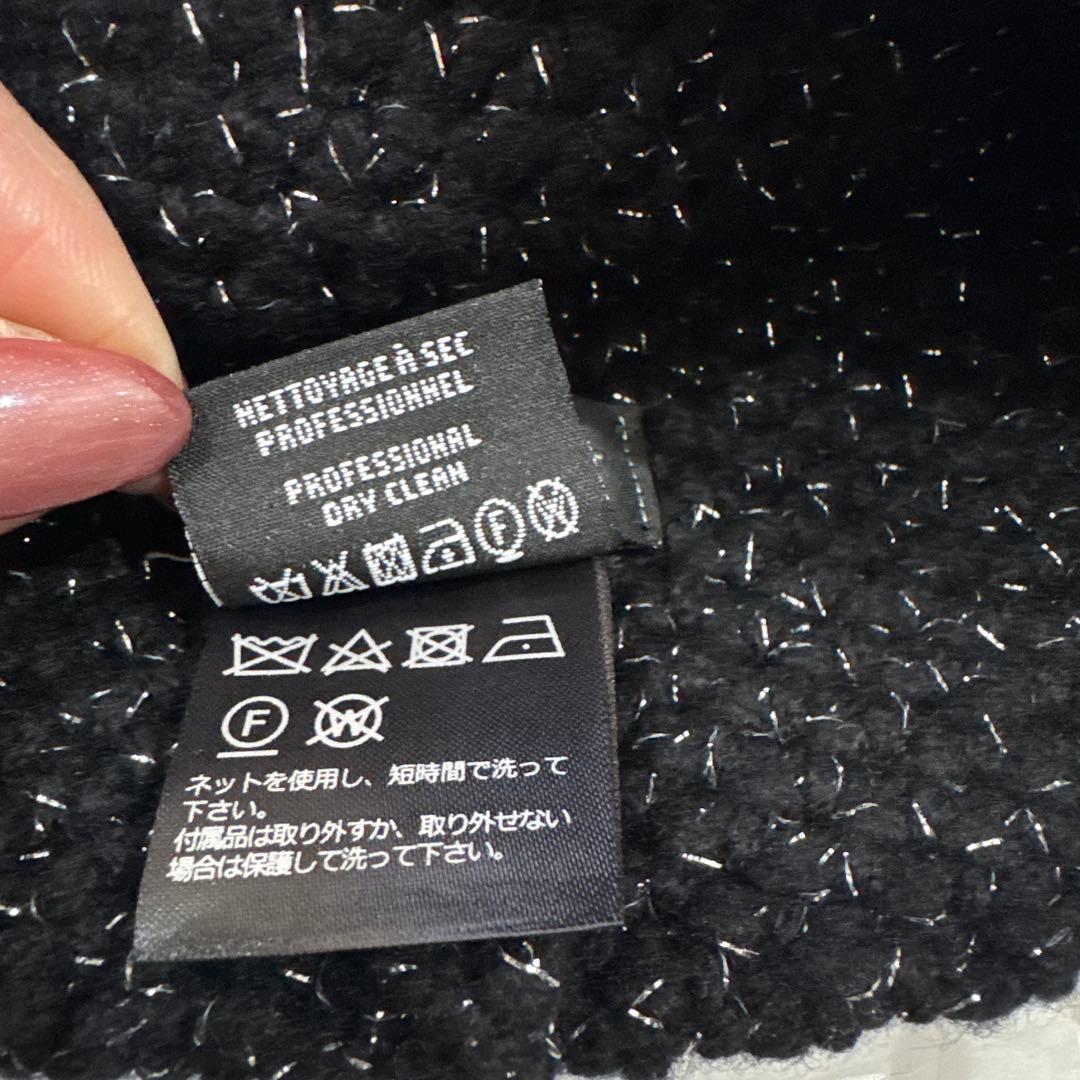 NETTOYAGE À SEC
PROFESSIONNEL
PROFESSIONAL
DRY CLEAN
F W
F W
ネットを使用し、短時間で洗って
下さい。
付属品は取り外すか、取り外せない
場合は保護して洗って下さい。